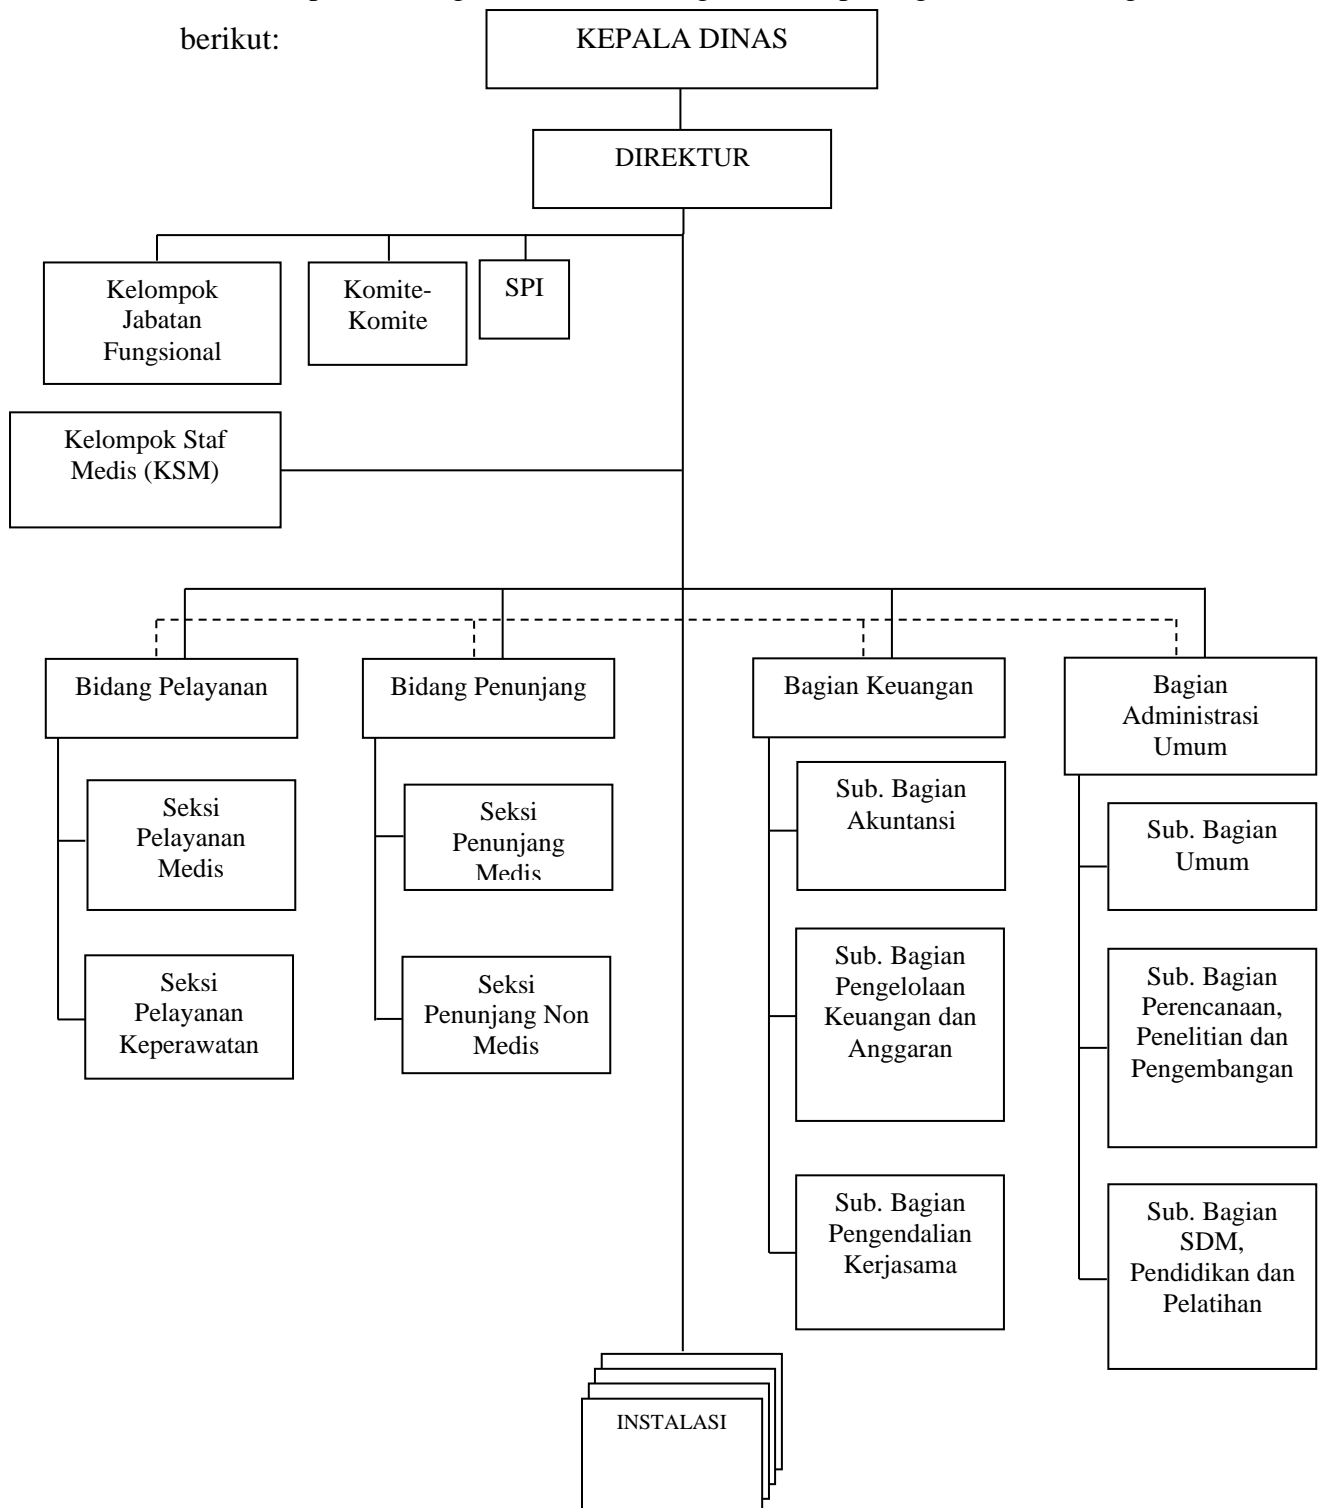 berikut:
KEPALA DINAS
DIREKTUR
Kelompok
Jabatan
Fungsional
Komite-
Komite
SPI
Kelompok Staf
Medis (KSM)
Bidang Pelayanan
Bidang Penunjang
Bagian Keuangan
Bagian
Administrasi
Umum
Seksi
Pelayanan
Medis
Seksi
Pelayanan
Keperawatan
Seksi
Penunjang
Medis
Seksi
Penunjang Non
Medis
Sub. Bagian
Akuntansi
Sub. Bagian
Pengelolaan
Keuangan dan
Anggaran
Sub. Bagian
Pengendalian
Kerjasama
Sub. Bagian
Umum
Sub. Bagian
Perencanaan,
Penelitian dan
Pengembangan
Sub. Bagian
SDM,
Pendidikan dan
Pelatihan
INSTALASI